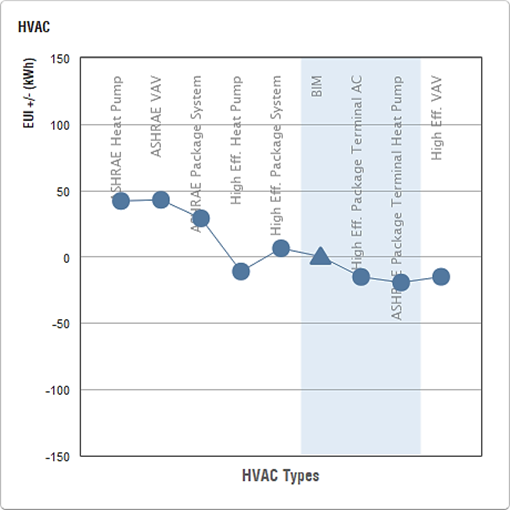 HVAC
EUI +/- (kWh)
150
100
50
0
-50
-100
-150
ASHRAE Heat Pump
ASHRAE VAV
ASHRAE Package System
High Eff. Heat Pump
High Eff. Package System
BIM
High Eff. Package Terminal AC
ASHRAE Package Terminal Heat Pump
High Eff. VAV
HVAC Types